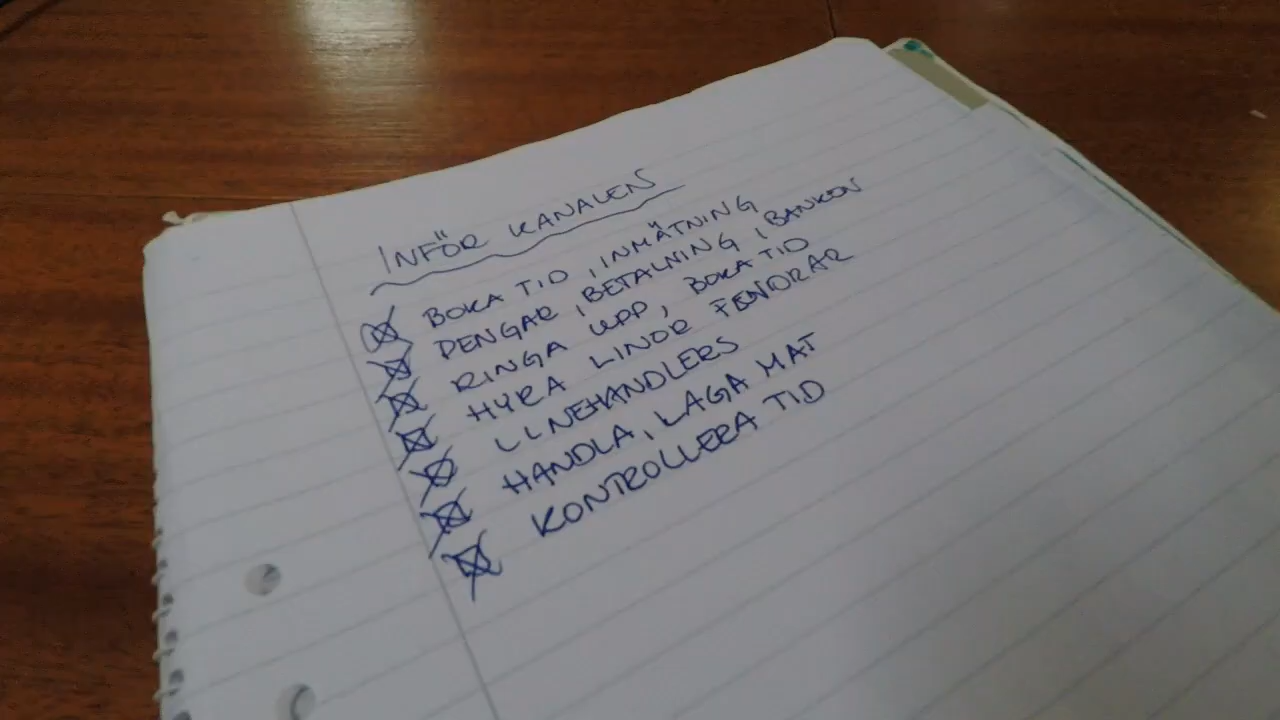 INFÖR KANALEN
BOKA TID, INMÄTNING
PENGAR, BETALNING, BANKEN
RINGA UPP, BOKA TID
HYRA LINOR FENDRAR
LINEHANDLERS
HANDLA, LAGA MAT
KONTROLLERA TID